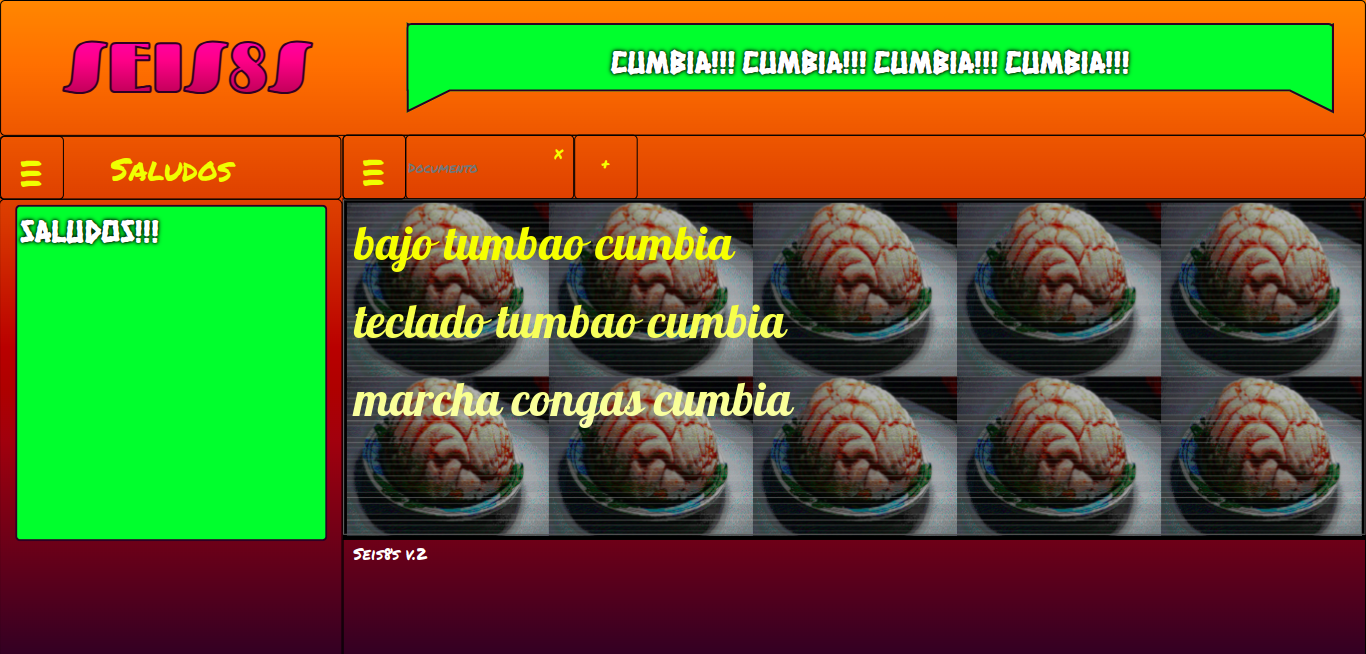 SEIS8S
CUMBIA!!! CUMBIA!!! CUMBIA!!! CUMBIA!!!
Saludos
Documento
x
+
SALUDOS!!!
bajo tumbao cumbia
teclado tumbao cumbia
marcha congas cumbia
Seis8s v.2